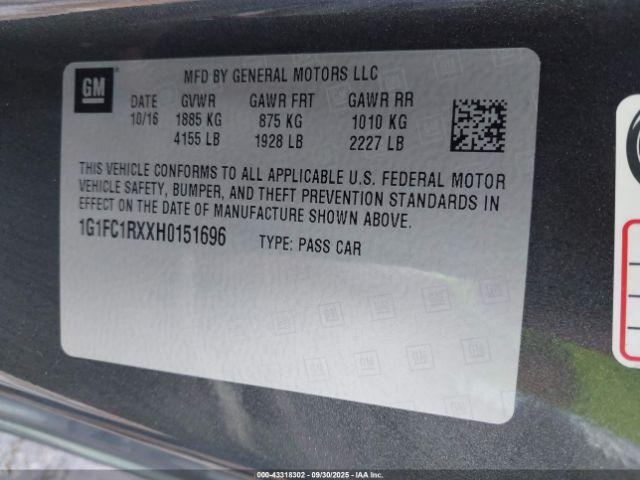 GM
MFD BY GENERAL MOTORS LLC
DATE GVWR GAWR FRT GAWR RR
10/16 1885 KG 875 KG 1010 KG
4155 LB 1928 LB 2227 LB
THIS VEHICLE CONFORMS TO ALL APPLICABLE U.S. FEDERAL MOTOR
VEHICLE SAFETY, BUMPER, AND THEFT PREVENTION STANDARDS IN
EFFECT ON THE DATE OF MANUFACTURE SHOWN ABOVE.
1G1FC1RXXH0151696 TYPE: PASS CAR
000-43318302 - 09/30/2025 - IAA, Inc.